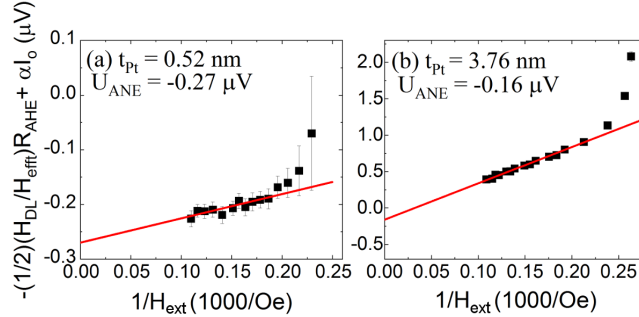 -(1/2)(H_DL/H_efft)R_AHE + αI_o (μV)
(a) t_Pt = 0.52 nm
U_ANE = -0.27 μV
0.1
0.0
-0.1
-0.2
-0.3
0.00 0.05 0.10 0.15 0.20 0.25
1/H_ext (1000/Oe)
(b) t_Pt = 3.76 nm
U_ANE = -0.16 μV
2.0
1.5
1.0
0.5
0.0
-0.5
0.00 0.05 0.10 0.15 0.20 0.25
1/H_ext (1000/Oe)